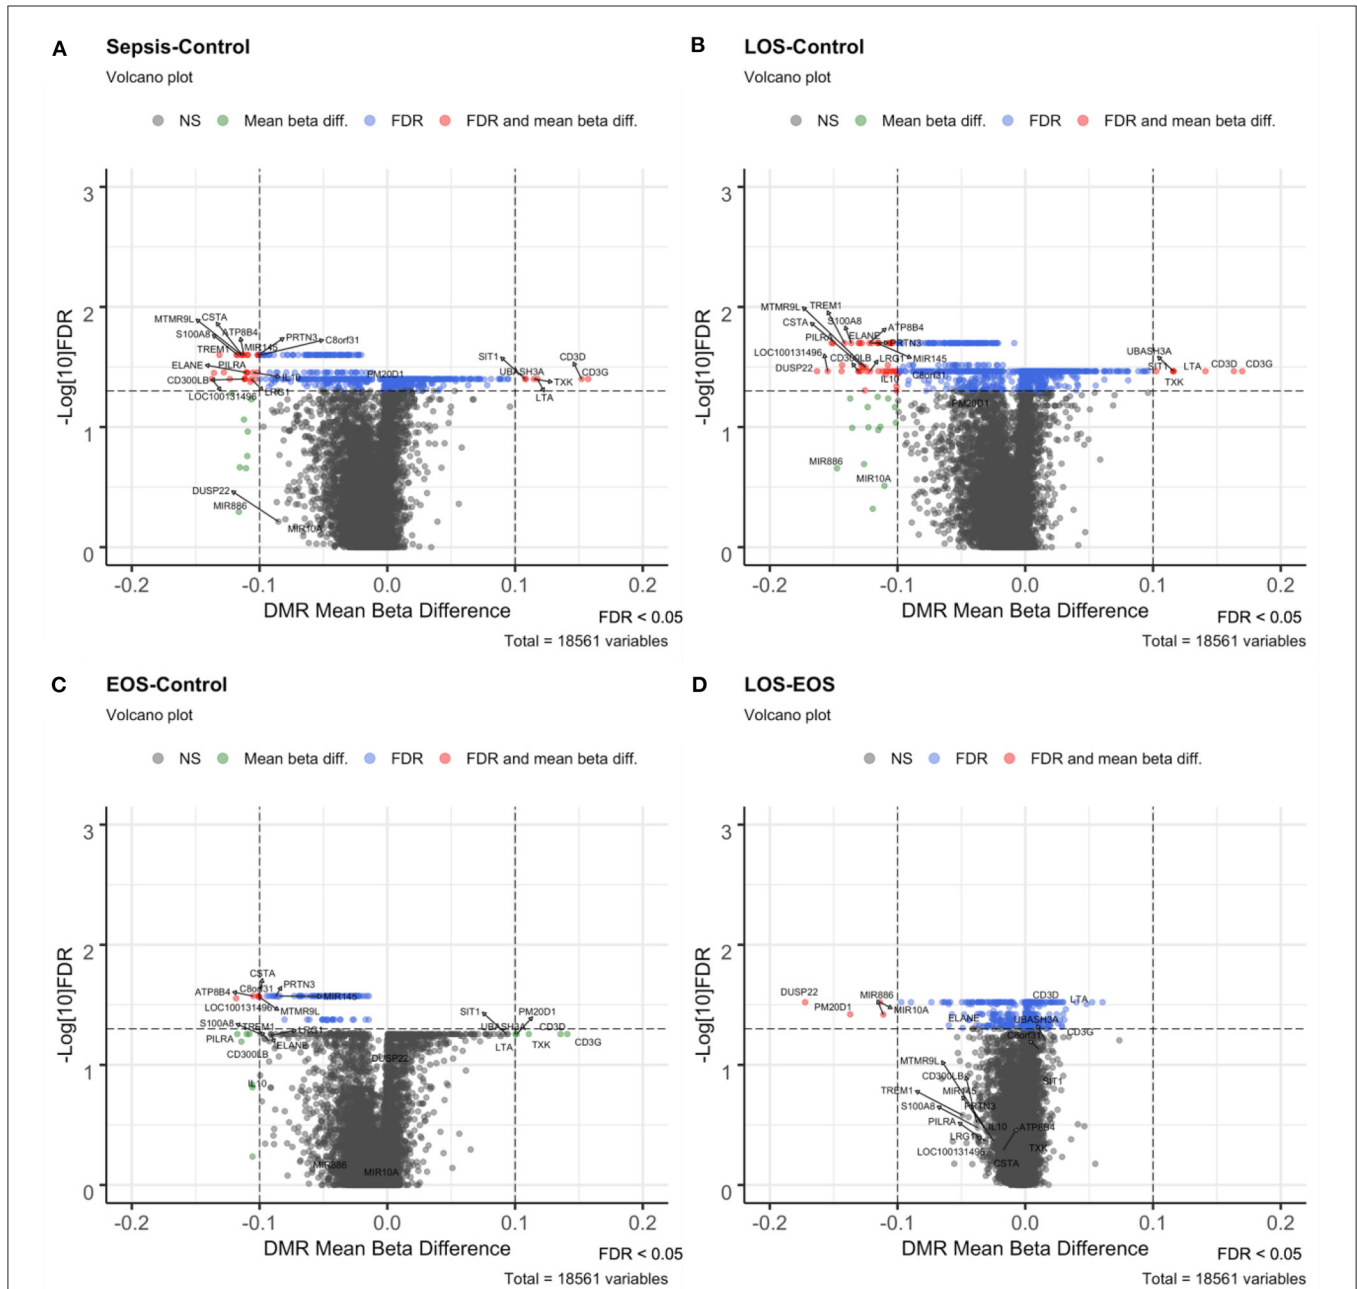 A Sepsis-Control
Volcano plot
NS Mean beta diff. FDR FDR and mean beta diff.
-Log[10]FDR
3
2
1
0
MTMR9L CSTA
S100A8 ATP8B4
TREM1 MIR145 PRTN3 C8orf31
ELANE PILRA
CD300LB IL10 PM20D1
LOC100131496 LRG1
SIT1 CD3D
UBASH3A CD3G
TXK
LTA
DUSP22
MIR886
MIR10A
-0.2 -0.1 0.0 0.1 0.2
DMR Mean Beta Difference
FDR < 0.05
Total = 18561 variables
B LOS-Control
Volcano plot
NS Mean beta diff. FDR FDR and mean beta diff.
-Log[10]FDR
3
2
1
0
MTMR9L TREM1
CSTA S100A8 ATP8B4
PILRA ELANE PRTN3
LOC100131496 CD300LB LRG1 MIR145
DUSP22 IL10 C8orf31
UBASH3A
SIT1 LTA CD3D CD3G
TXK
PM20D1
MIR886
MIR10A
-0.2 -0.1 0.0 0.1 0.2
DMR Mean Beta Difference
FDR < 0.05
Total = 18561 variables
C EOS-Control
Volcano plot
NS Mean beta diff. FDR FDR and mean beta diff.
-Log[10]FDR
3
2
1
0
CSTA
ATP8B4 C8orf31 PRTN3 MIR145
LOC100131496 MTMR9L
S100A8 TREM1 LRG1
PILRA ELANE
CD300LB
IL10
SIT1 PM20D1
UBASH3A CD3D
LTA TXK CD3G
DUSP22
MIR886 MIR10A
-0.2 -0.1 0.0 0.1 0.2
DMR Mean Beta Difference
FDR < 0.05
Total = 18561 variables
D LOS-EOS
Volcano plot
NS FDR FDR and mean beta diff.
-Log[10]FDR
3
2
1
0
DUSP22 MIR886
PM20D1 MIR10A
CD3D LTA
ELANE UBASH3A
C8orf31 CD3G
MTMR9L
CD300LB SIT1
TREM1 MIR145
S100A8 PRTN3
PILRA IL10 ATP8B4
LRG1
LOC100131496 TXK
CSTA
-0.2 -0.1 0.0 0.1 0.2
DMR Mean Beta Difference
FDR < 0.05
Total = 18561 variables